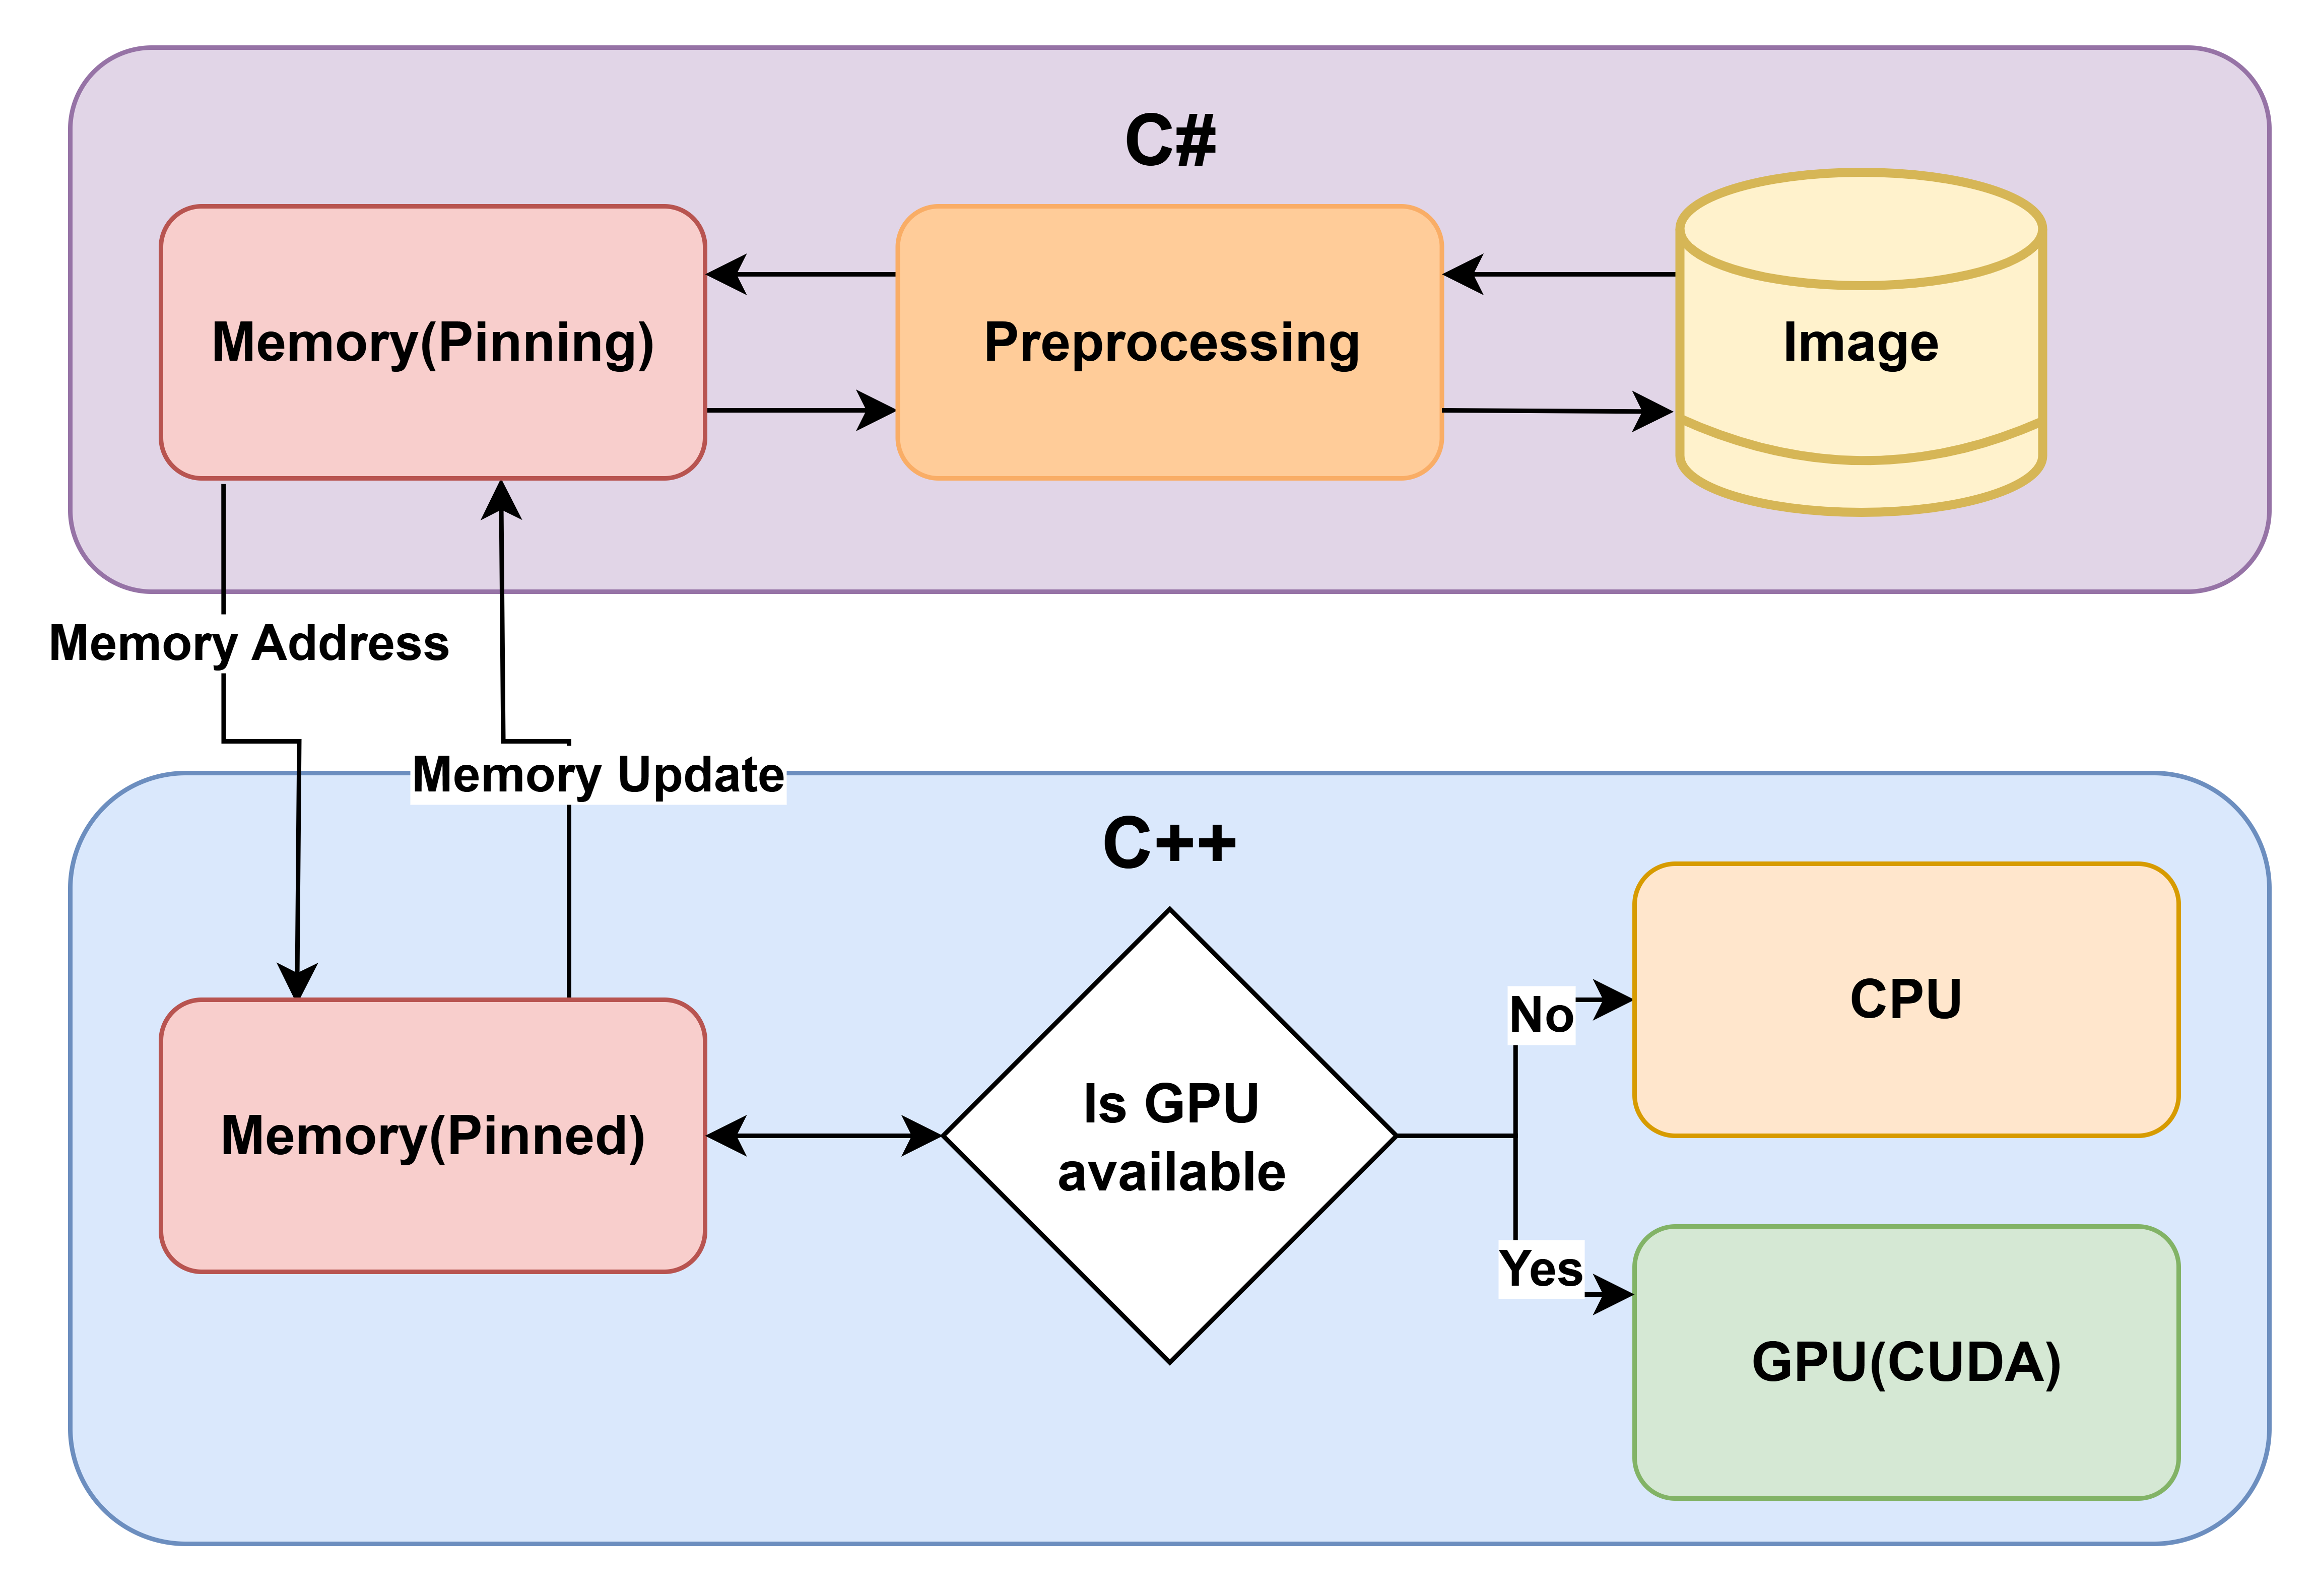 C#
Memory(Pinning)
Preprocessing
Image
Memory Address
Memory Update
C++
Memory(Pinned)
Is GPU
available
No
CPU
Yes
GPU(CUDA)